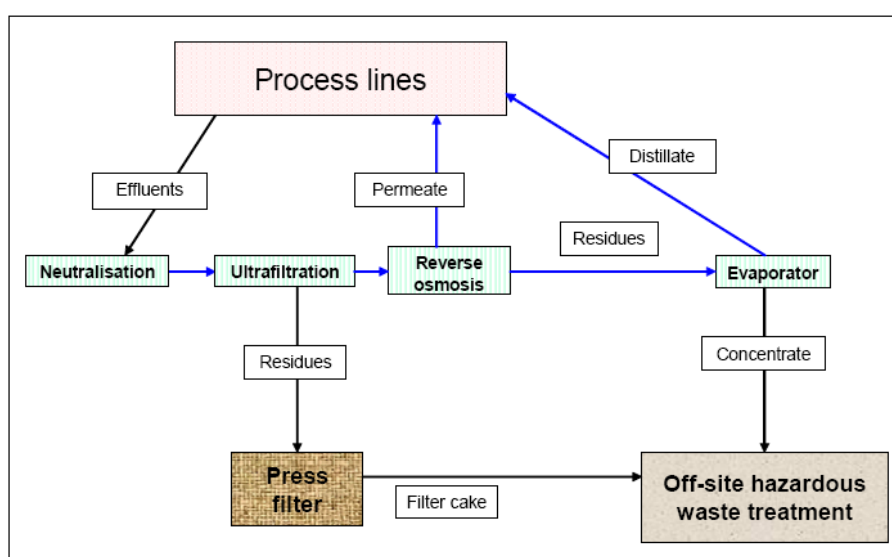 Process lines
Distillate
Effluents
Permeate
Residues
Neutralisation
Ultrafiltration
Reverse
osmosis
Evaporator
Residues
Concentrate
Press
filter
Filter cake
Off-site hazardous
waste treatment